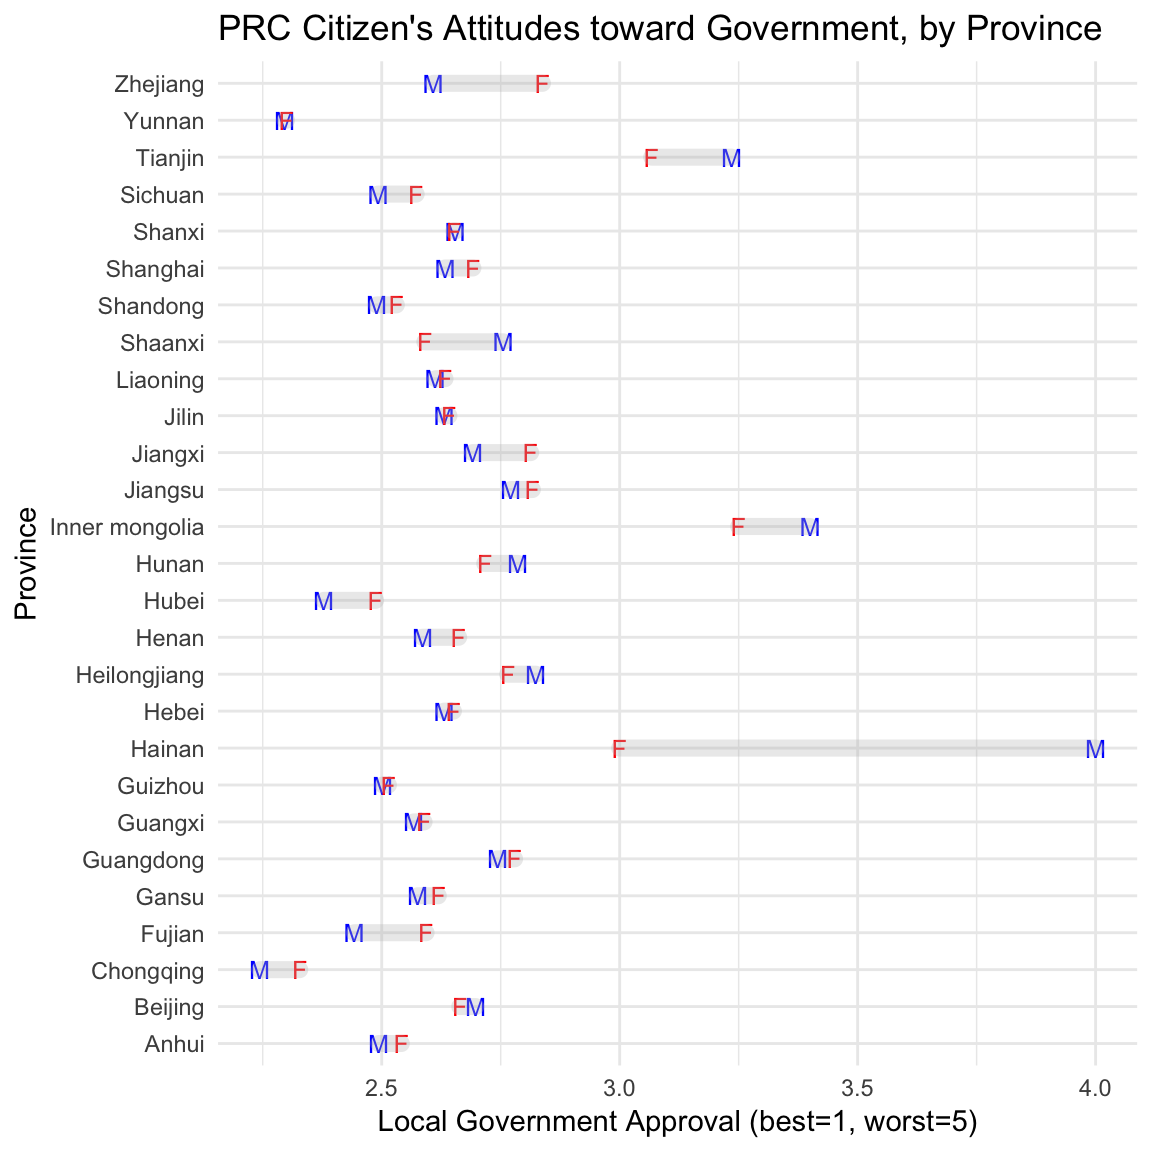 PRC Citizen's Attitudes toward Government, by Province
Province
Zhejiang M F
Yunnan M F
Tianjin F M
Sichuan M F
Shanxi F M
Shanghai M F
Shandong M F
Shaanxi F M
Liaoning M F
Jilin M F
Jiangxi M F
Jiangsu M F
Inner mongolia F M
Hunan F M
Hubei M F
Henan M F
Heilongjiang F M
Hebei M F
Hainan F M
Guizhou M F
Guangxi M F
Guangdong M F
Gansu M F
Fujian M F
Chongqing M F
Beijing F M
Anhui M F
2.5 3.0 3.5 4.0
Local Government Approval (best=1, worst=5)